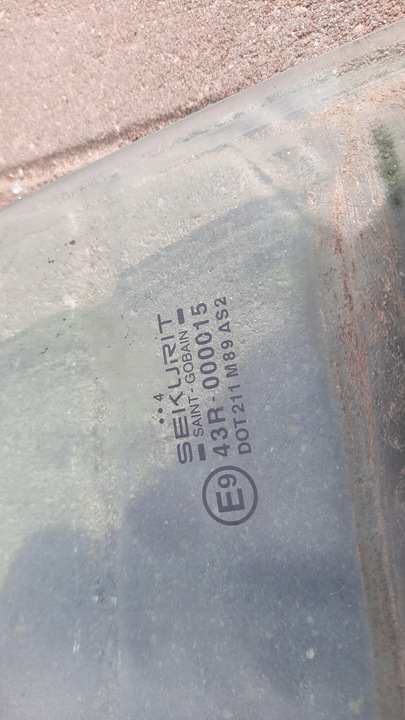 ••4
SEKURIT
SAINT-GOBAIN
E9 43R-000015
DOT211 M89 AS2